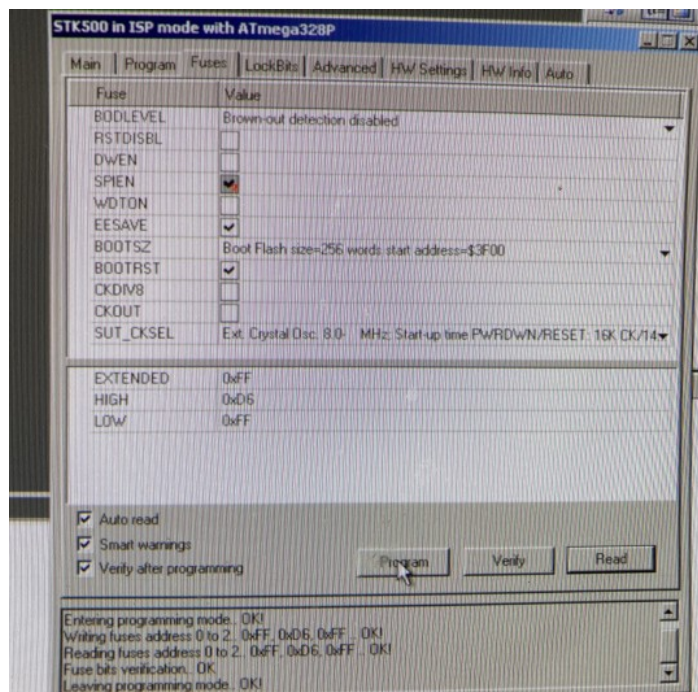 STK500 in ISP mode with ATmega328P
Main Program Fuses LockBits Advanced HW Settings HW Info Auto
Fuse Value
BODLEVEL Brown-out detection disabled
RSTDISBL
DWEN
SPIEN
WDTON
EESAVE
BOOTSZ Boot Flash size=256 words start address=$3F00
BOOTRST
CKDIV8
CKOUT
SUT_CKSEL Ext. Crystal Osc. 8.0- MHz; Start-up time PWRDWN/RESET: 16K CK/14
EXTENDED 0xFF
HIGH 0xD6
LOW 0xFF
Auto read
Smart warnings
Verify after programming
Program Verify Read
Entering programming mode.. OK!
Writing fuses address 0 to 2.. 0xFF, 0xD6, 0xFF .. OK!
Reading fuses address 0 to 2.. 0xFF, 0xD6, 0xFF .. OK!
Fuse bits verification.. OK
Leaving programming mode.. OK!